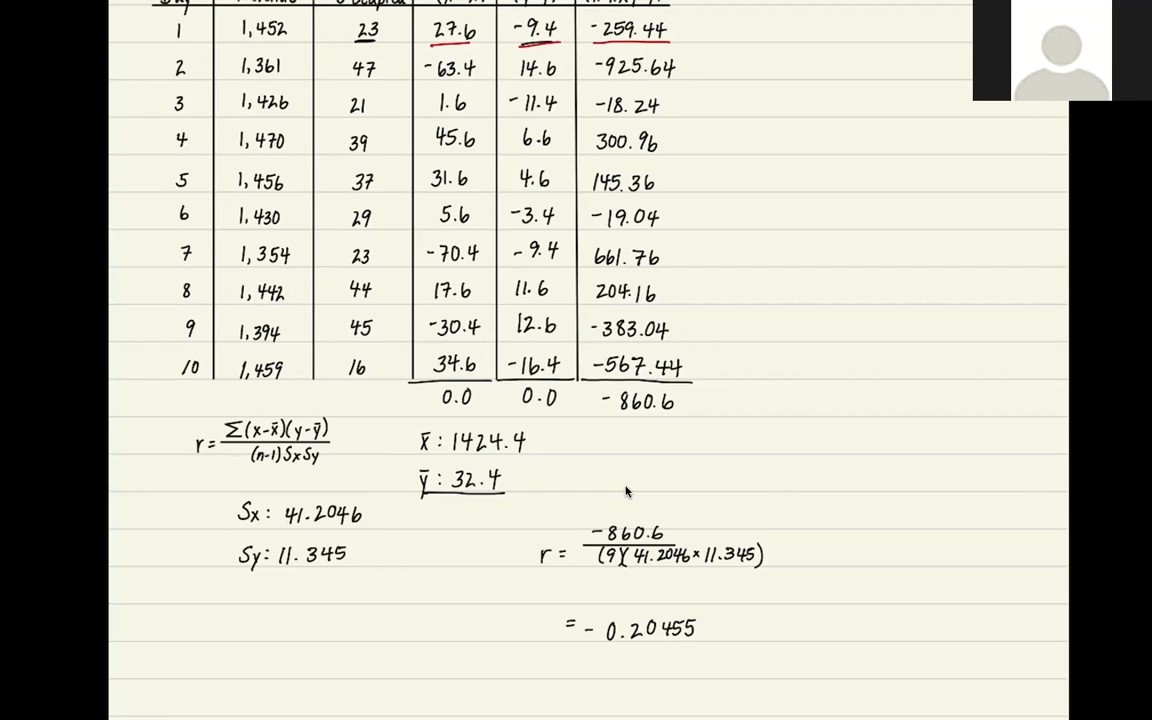 1 1,452 23 27.6 -9.4 -259.44
2 1,361 47 -63.4 14.6 -925.64
3 1,426 21 1.6 -11.4 -18.24
4 1,470 39 45.6 6.6 300.96
5 1,456 37 31.6 4.6 145.36
6 1,430 29 5.6 -3.4 -19.04
7 1,354 23 -70.4 -9.4 661.76
8 1,442 44 17.6 11.6 204.16
9 1,394 45 -30.4 12.6 -383.04
10 1,459 16 34.6 -16.4 -567.44
0.0 0.0 -860.6
r = Σ(x-x̄)(y-ȳ) / (n-1)SxSy
x̄ : 1424.4
ȳ : 32.4
Sx : 41.2046
Sy : 11.345
r = -860.6 / (9)(41.2046 × 11.345)
= - 0.20455